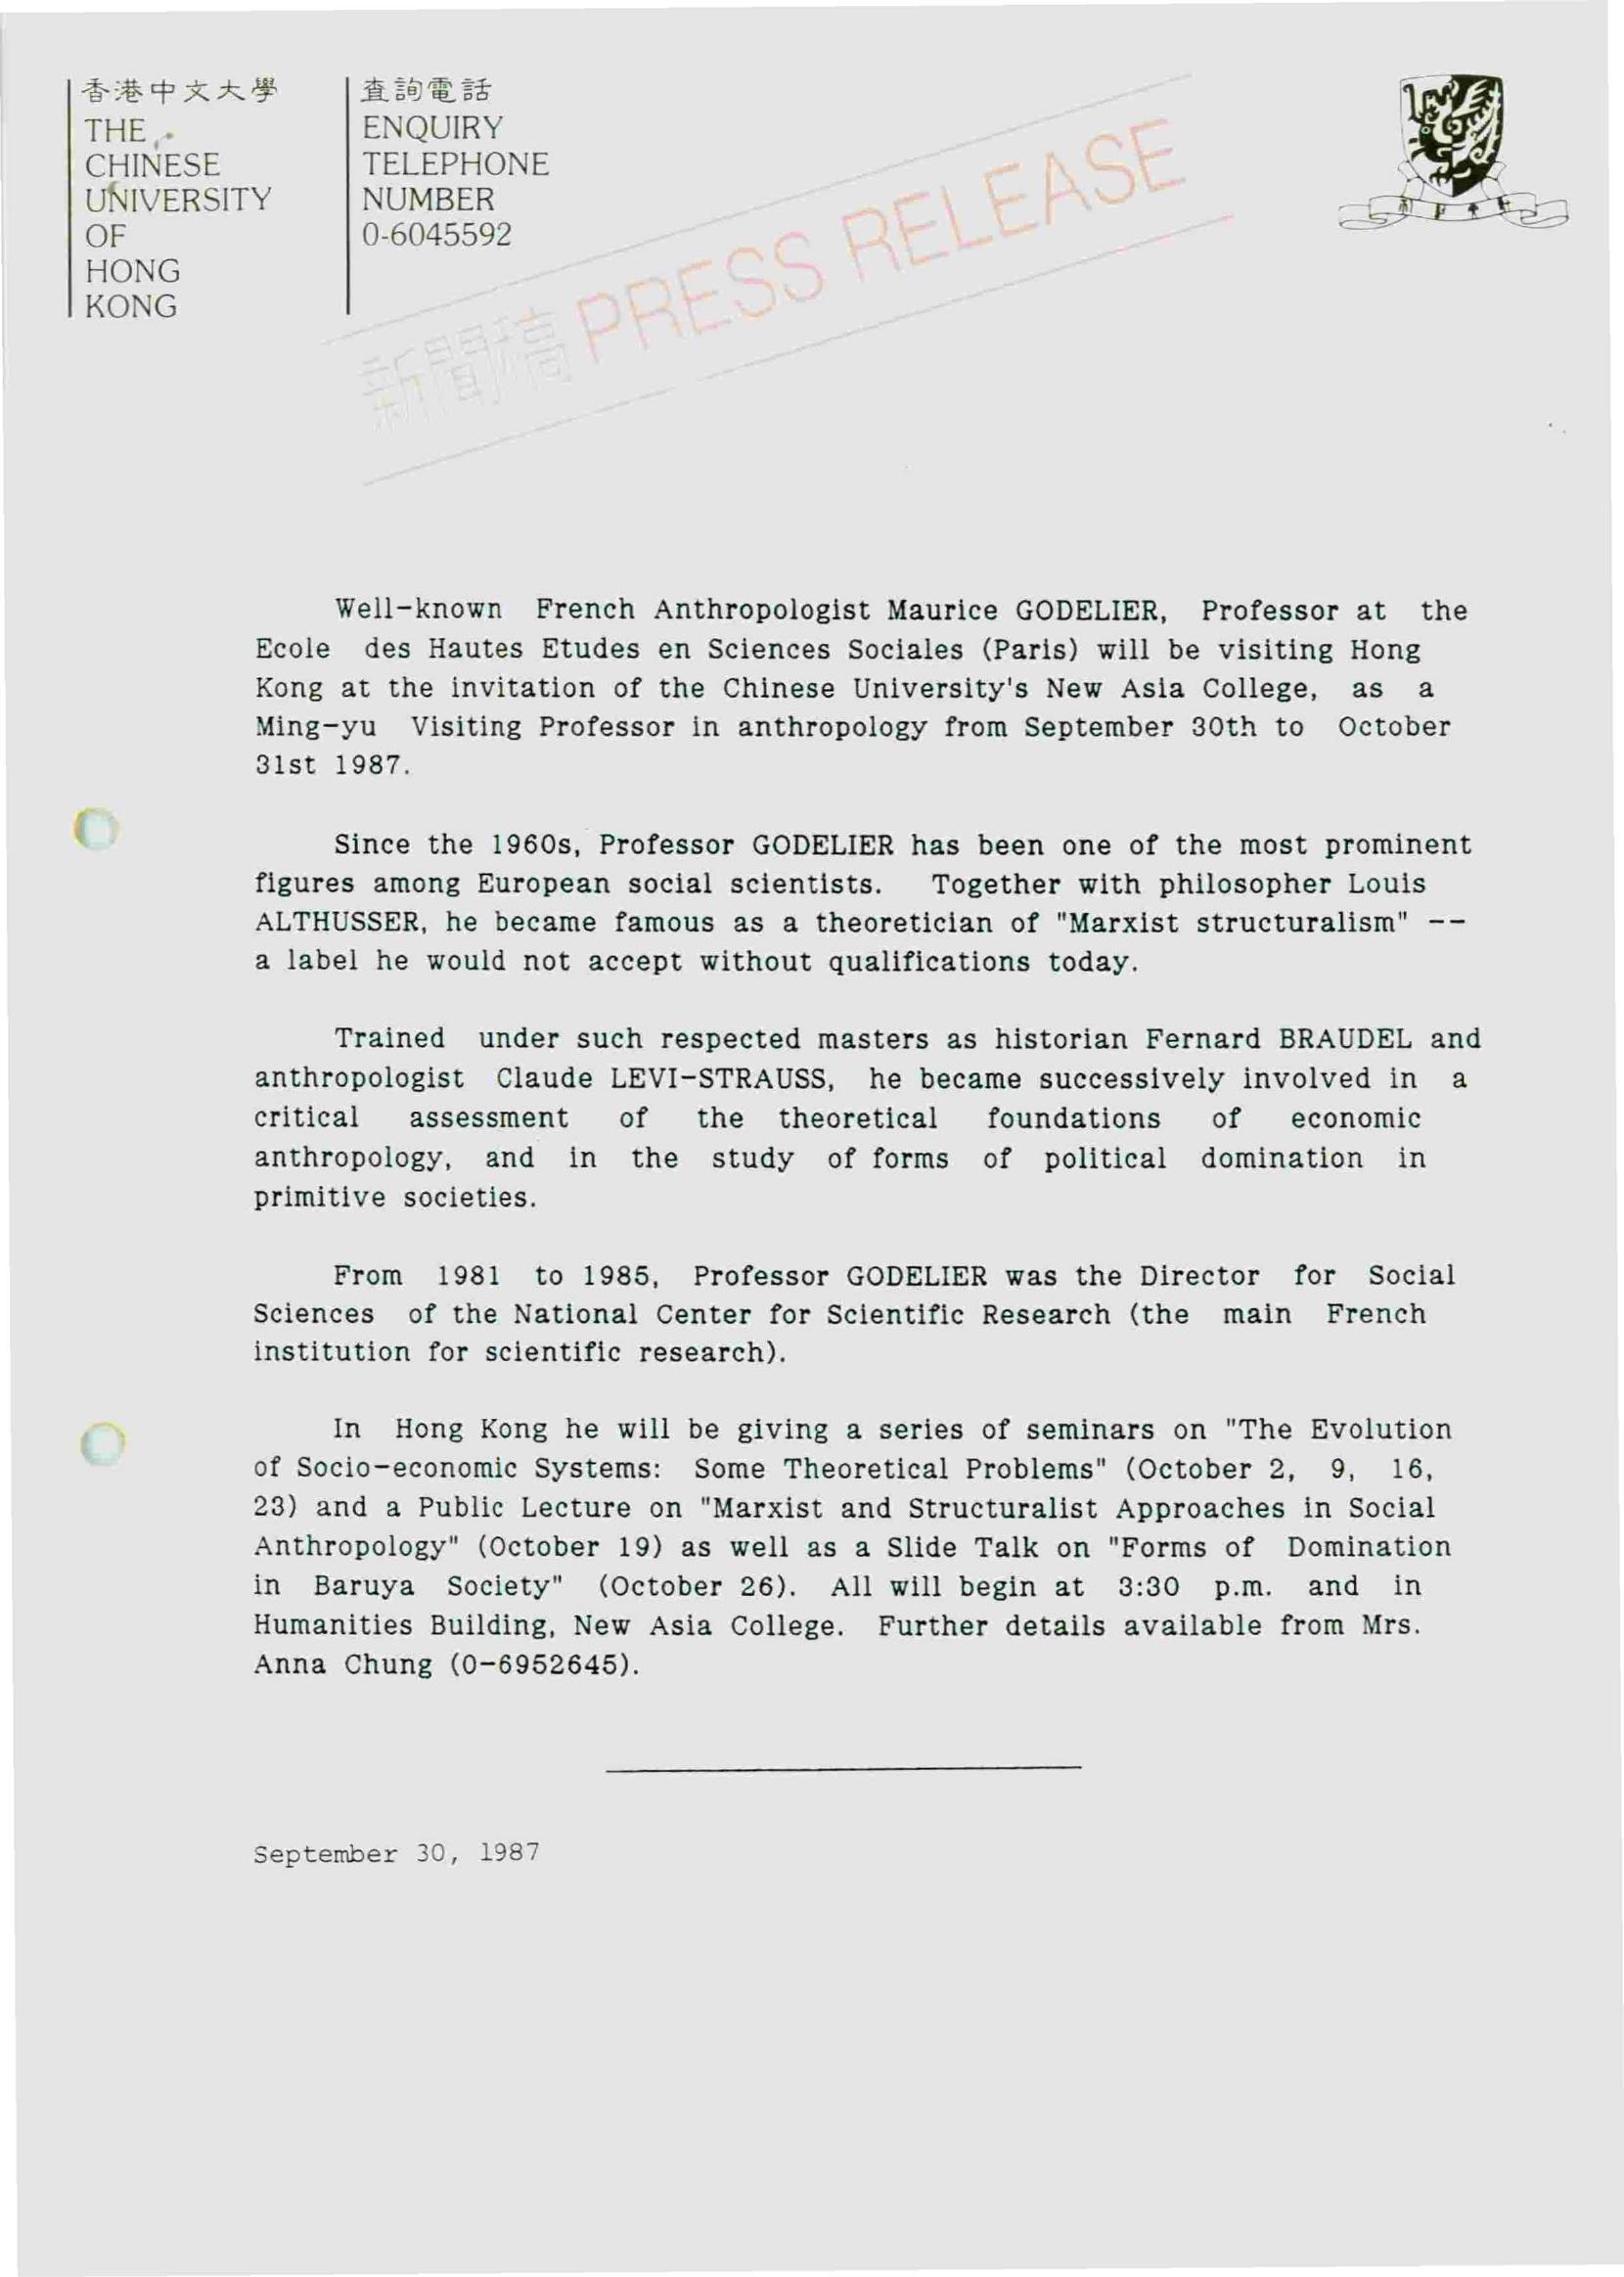 香港中文大學
THE
CHINESE
UNIVERSITY
OF
HONG
KONG
查詢電話
ENQUIRY
TELEPHONE
NUMBER
0-6045592
新聞稿 PRESS RELEASE
Well-known French Anthropologist Maurice GODELIER, Professor at the
Ecole des Hautes Etudes en Sciences Sociales (Paris) will be visiting Hong
Kong at the invitation of the Chinese University's New Asia College, as a
Ming-yu Visiting Professor in anthropology from September 30th to October
31st 1987.
Since the 1960s, Professor GODELIER has been one of the most prominent
figures among European social scientists. Together with philosopher Louis
ALTHUSSER, he became famous as a theoretician of "Marxist structuralism" --
a label he would not accept without qualifications today.
Trained under such respected masters as historian Fernard BRAUDEL and
anthropologist Claude LEVI-STRAUSS, he became successively involved in a
critical assessment of the theoretical foundations of economic
anthropology, and in the study of forms of political domination in
primitive societies.
From 1981 to 1985, Professor GODELIER was the Director for Social
Sciences of the National Center for Scientific Research (the main French
institution for scientific research).
In Hong Kong he will be giving a series of seminars on "The Evolution
of Socio-economic Systems: Some Theoretical Problems" (October 2, 9, 16,
23) and a Public Lecture on "Marxist and Structuralist Approaches in Social
Anthropology" (October 19) as well as a Slide Talk on "Forms of Domination
in Baruya Society" (October 26). All will begin at 3:30 p.m. and in
Humanities Building, New Asia College. Further details available from Mrs.
Anna Chung (0-6952645).
September 30, 1987